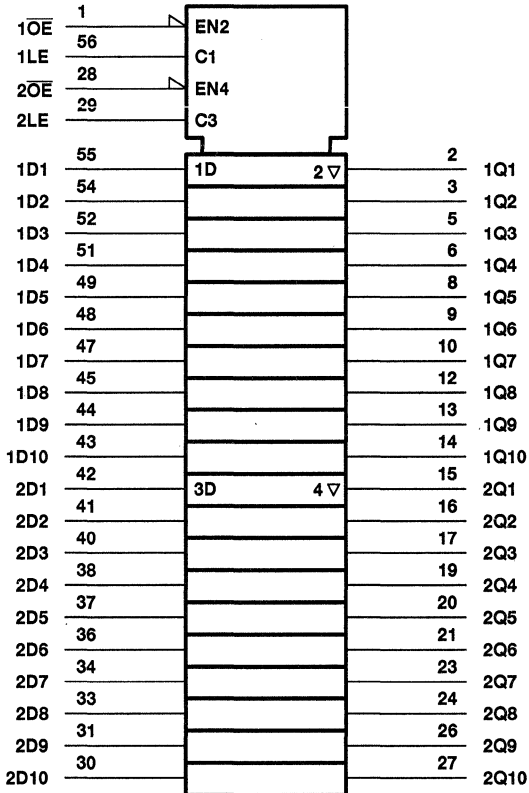 1
1OE EN2
56
1LE C1
28
2OE EN4
29
2LE C3
55 2
1D1 1D 2 ▽ 1Q1
54 3
1D2 1Q2
52 5
1D3 1Q3
51 6
1D4 1Q4
49 8
1D5 1Q5
48 9
1D6 1Q6
47 10
1D7 1Q7
45 12
1D8 1Q8
44 13
1D9 1Q9
43 14
1D10 1Q10
42 15
2D1 3D 4 ▽ 2Q1
41 16
2D2 2Q2
40 17
2D3 2Q3
38 19
2D4 2Q4
37 20
2D5 2Q5
36 21
2D6 2Q6
34 23
2D7 2Q7
33 24
2D8 2Q8
31 26
2D9 2Q9
30 27
2D10 2Q10